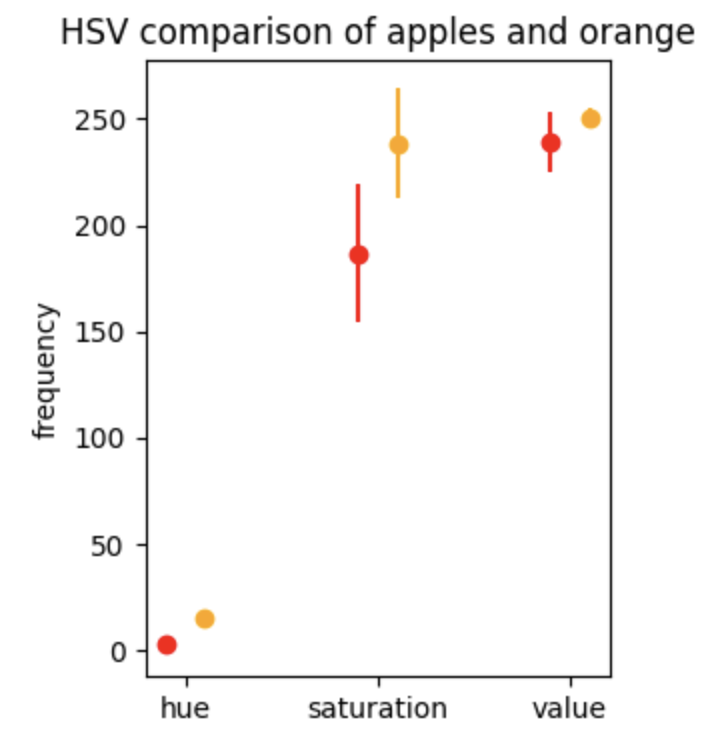 HSV comparison of apples and orange
250
200
150
100
50
0
frequency
hue saturation value